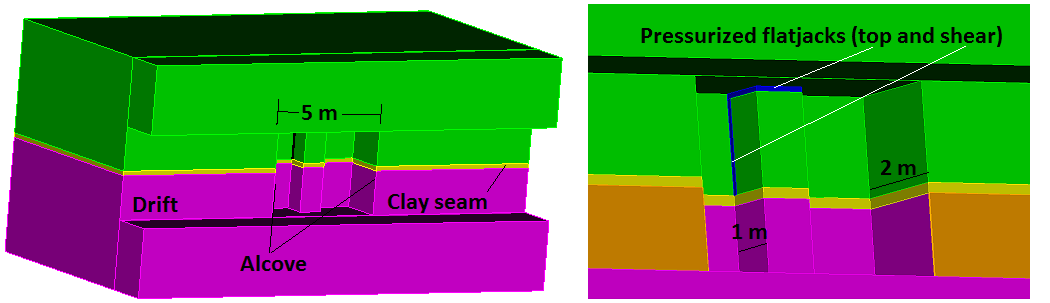 5 m
Drift
Clay seam
Alcove
Pressurized flatjacks (top and shear)
2 m
1 m